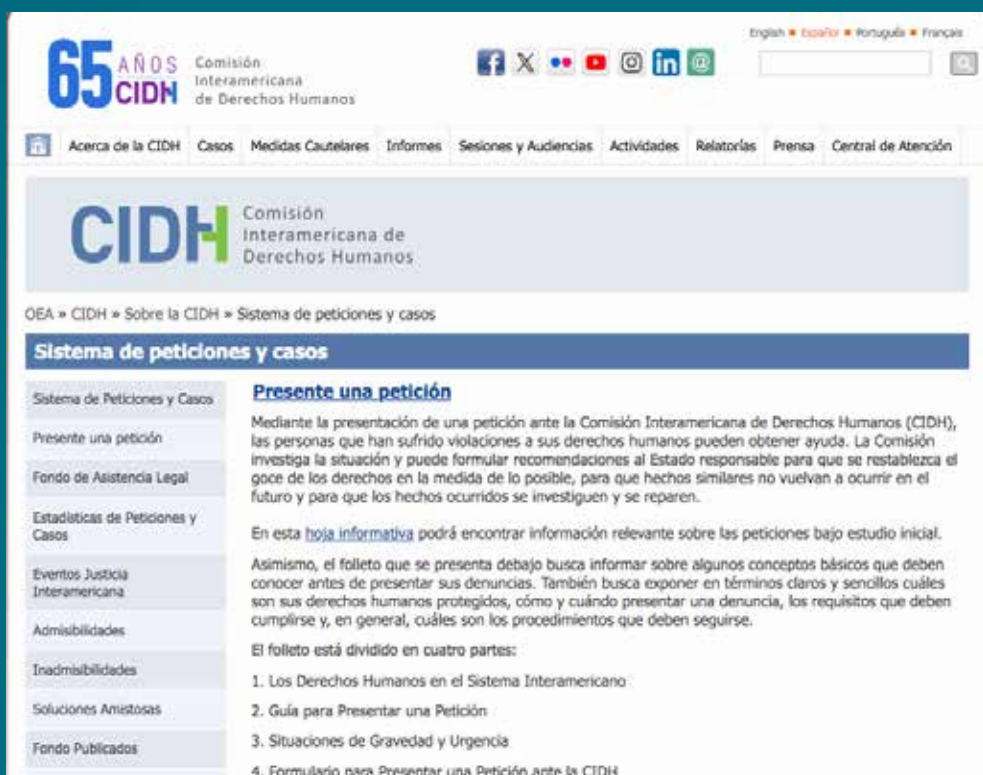 English ▪ Español ▪ Português ▪ Français
65 AÑOS CIDH
Comisión
Interamericana
de Derechos Humanos
Acerca de la CIDH Casos Medidas Cautelares Informes Sesiones y Audiencias Actividades Relatorías Prensa Central de Atención
CIDH
Comisión
Interamericana de
Derechos Humanos
OEA » CIDH » Sobre la CIDH » Sistema de peticiones y casos
Sistema de peticiones y casos
Sistema de Peticiones y Casos
Presente una petición
Fondo de Asistencia Legal
Estadísticas de Peticiones y
Casos
Eventos Justicia
Interamericana
Admisibilidades
Inadmisibilidades
Soluciones Amistosas
Fondo Publicados
Presente una petición
Mediante la presentación de una petición ante la Comisión Interamericana de Derechos Humanos (CIDH),
las personas que han sufrido violaciones a sus derechos humanos pueden obtener ayuda. La Comisión
investiga la situación y puede formular recomendaciones al Estado responsable para que se restablezca el
goce de los derechos en la medida de lo posible, para que hechos similares no vuelvan a ocurrir en el
futuro y para que los hechos ocurridos se investiguen y se reparen.
En esta hoja informativa podrá encontrar información relevante sobre las peticiones bajo estudio inicial.
Asimismo, el folleto que se presenta debajo busca informar sobre algunos conceptos básicos que deben
conocer antes de presentar sus denuncias. También busca exponer en términos claros y sencillos cuáles
son sus derechos humanos protegidos, cómo y cuándo presentar una denuncia, los requisitos que deben
cumplirse y, en general, cuáles son los procedimientos que deben seguirse.
El folleto está dividido en cuatro partes:
1. Los Derechos Humanos en el Sistema Interamericano
2. Guía para Presentar una Petición
3. Situaciones de Gravedad y Urgencia
4. Formulario para Presentar una Petición ante la CIDH